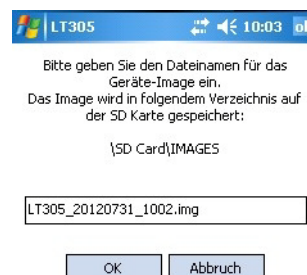 LT305 10:03 ok
Bitte geben Sie den Dateinamen für das
Geräte-Image ein.
Das Image wird in folgendem Verzeichnis auf
der SD Karte gespeichert:
\SD Card\IMAGES
LT305_20120731_1002.img
OK Abbruch